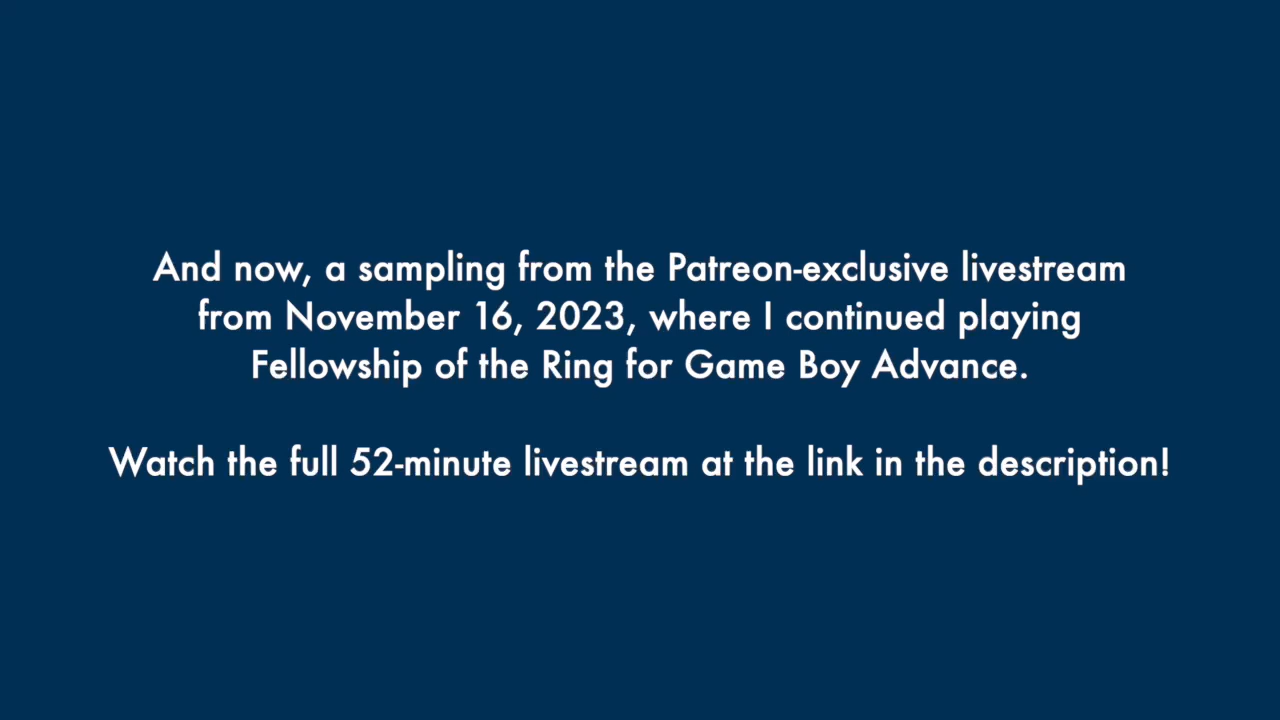 And now, a sampling from the Patreon-exclusive livestream
from November 16, 2023, where I continued playing
Fellowship of the Ring for Game Boy Advance.
Watch the full 52-minute livestream at the link in the description!